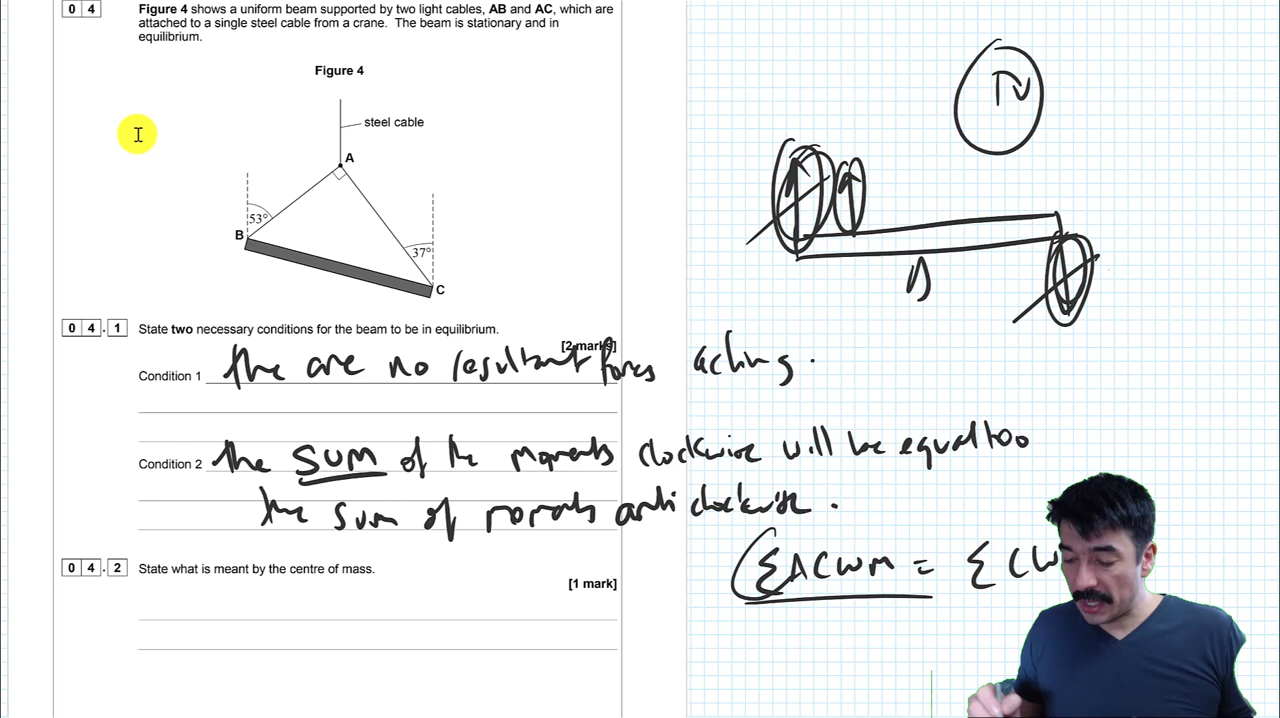 0 4 Figure 4 shows a uniform beam supported by two light cables, AB and AC, which are
attached to a single steel cable from a crane. The beam is stationary and in
equilibrium.
Figure 4
steel cable
A
53°
B
37°
C
0 4 . 1 State two necessary conditions for the beam to be in equilibrium.
[2 marks]
Condition 1 the are no resultant forces acting.
Condition 2 the SUM of the moments clockwise will be equal too
the sum of moments anti clockwise.
ΣACWM = ΣCW
0 4 . 2 State what is meant by the centre of mass.
[1 mark]